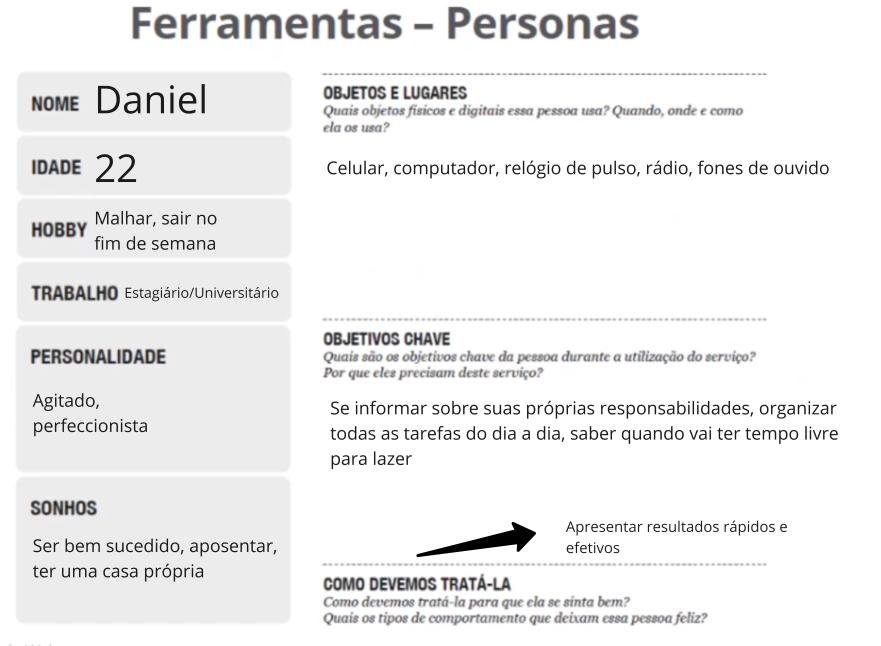 Ferramentas – Personas
NOME Daniel
IDADE 22
HOBBY Malhar, sair no
fim de semana
TRABALHO Estagiário/Universitário
PERSONALIDADE
Agitado,
perfeccionista
SONHOS
Ser bem sucedido, aposentar,
ter uma casa própria
OBJETOS E LUGARES
Quais objetos físicos e digitais essa pessoa usa? Quando, onde e como
ela os usa?
Celular, computador, relógio de pulso, rádio, fones de ouvido
OBJETIVOS CHAVE
Quais são os objetivos chave da pessoa durante a utilização do serviço?
Por que eles precisam deste serviço?
Se informar sobre suas próprias responsabilidades, organizar
todas as tarefas do dia a dia, saber quando vai ter tempo livre
para lazer
Apresentar resultados rápidos e
efetivos
COMO DEVEMOS TRATÁ-LA
Como devemos tratá-la para que ela se sinta bem?
Quais os tipos de comportamento que deixam essa pessoa feliz?